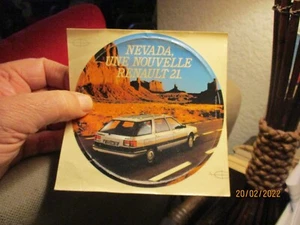 NEVADA,
UNE NOUVELLE
RENAULT 21.
20/02/2022